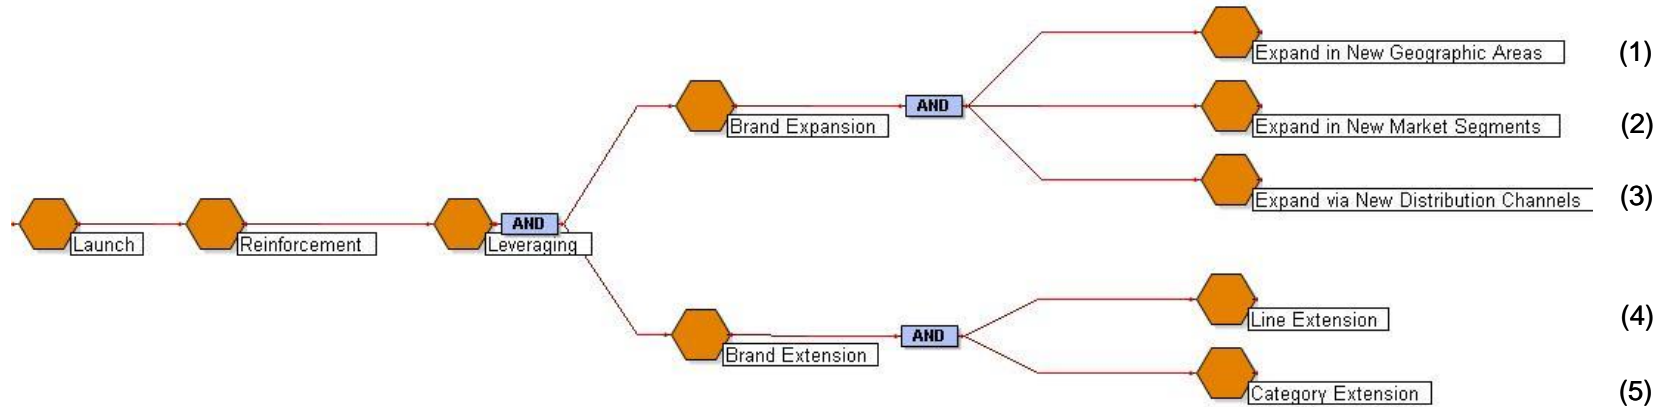 Expand in New Geographic Areas (1)
AND
Brand Expansion
Expand in New Market Segments (2)
Expand via New Distribution Channels (3)
AND
Launch
Reinforcement
Leveraging
Line Extension (4)
AND
Brand Extension
Category Extension (5)